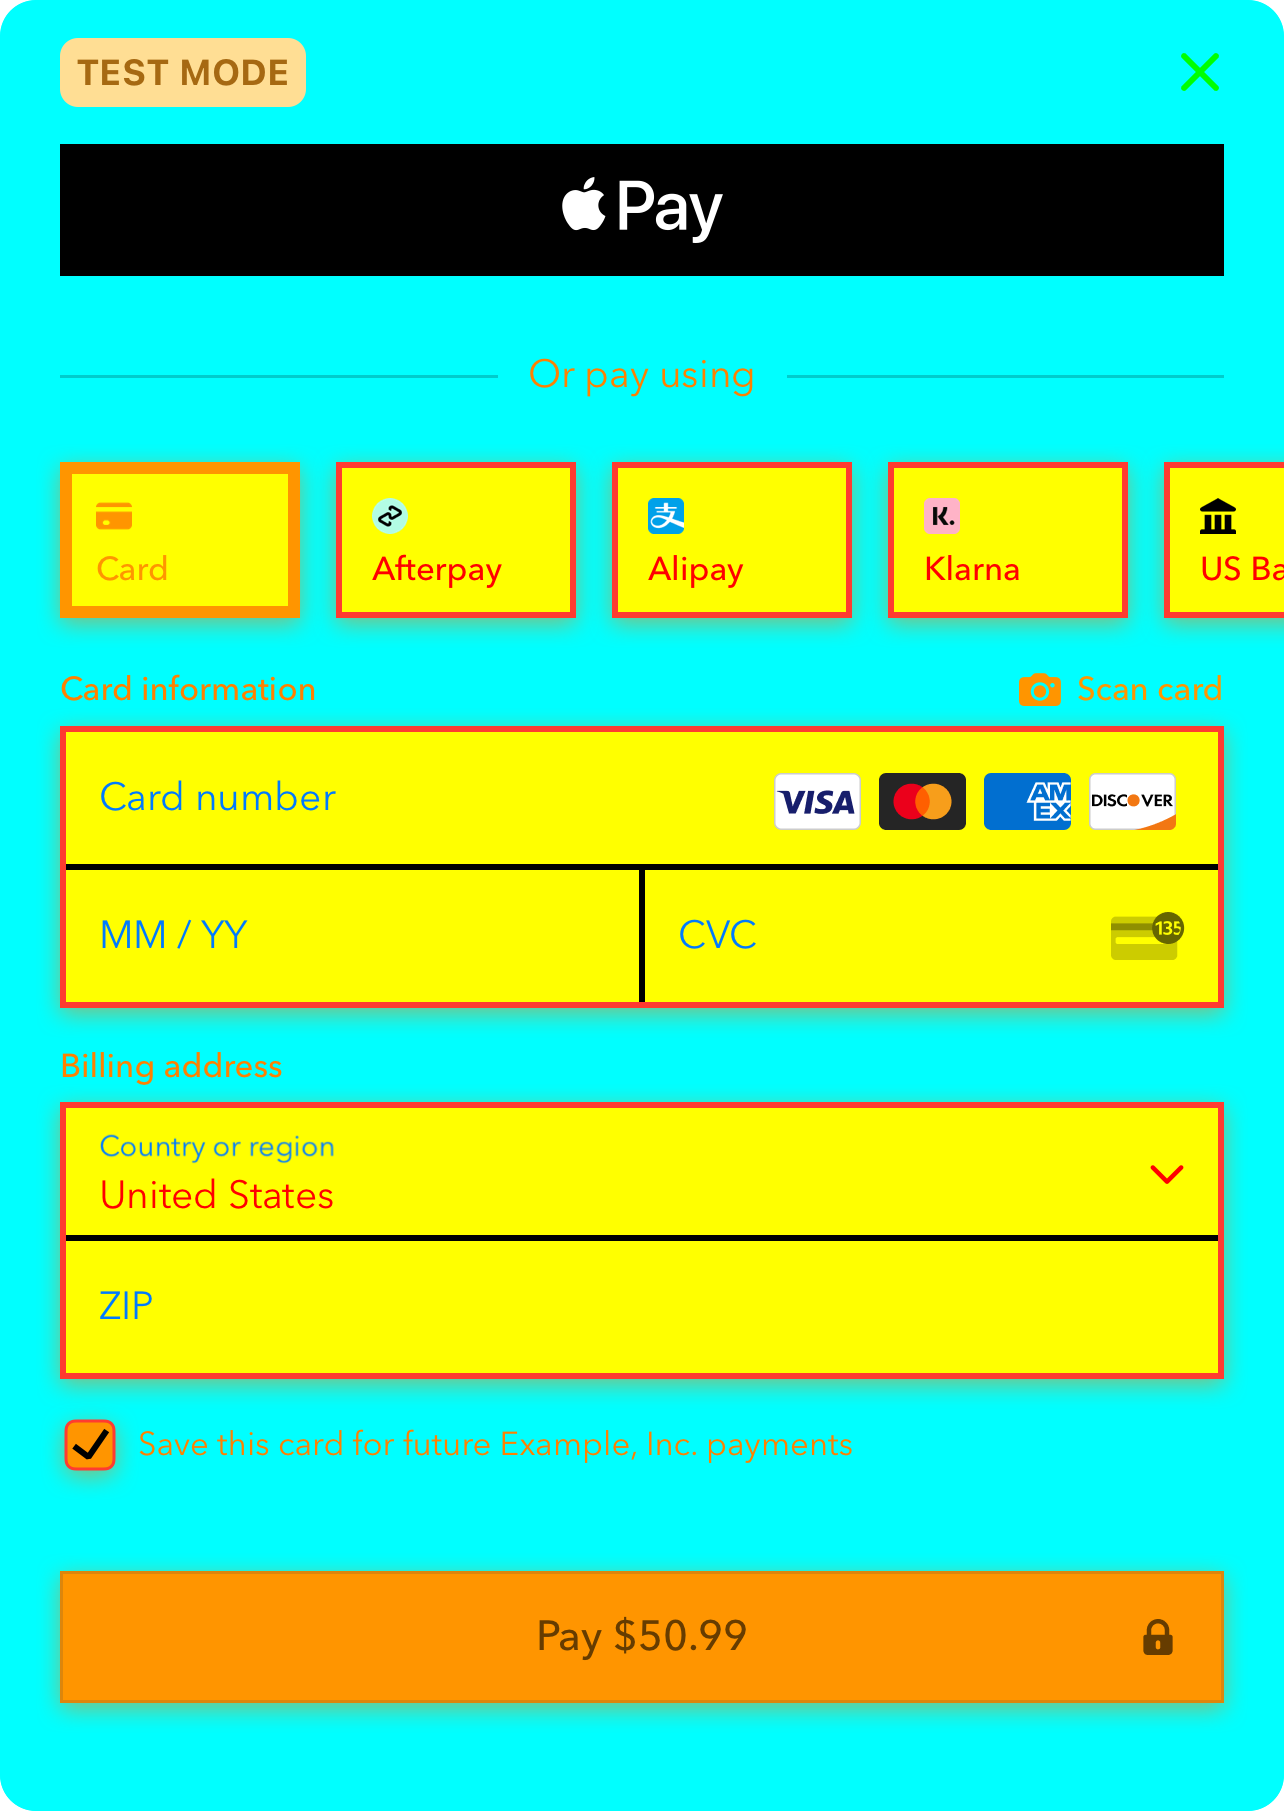 TEST MODE
Pay
Or pay using
Card
Afterpay
Alipay
Klarna
US Ba
Card information
Scan card
Card number
VISA
AM
EX
DISCOVER
MM / YY
CVC
135
Billing address
Country or region
United States
ZIP
Save this card for future Example, Inc. payments
Pay $50.99
支
K.